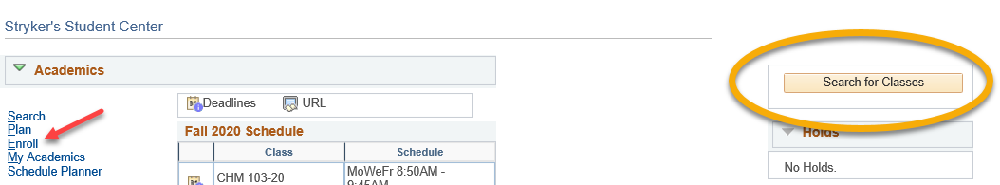 Stryker's Student Center
Academics
Search
Plan
Enroll
My Academics
Schedule Planner
Deadlines
URL
Fall 2020 Schedule
Class
Schedule
CHM 103-20
MoWeFr 8:50AM -
9:45AM
Search for Classes
Holds
No Holds.